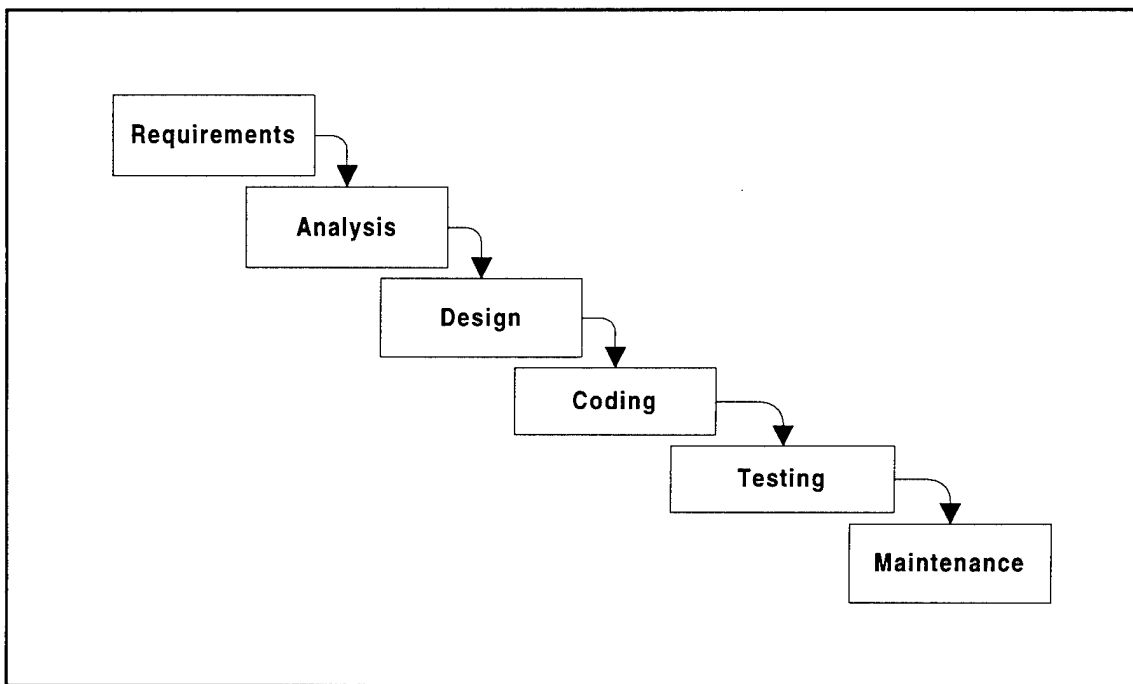 Requirements
Analysis
Design
Coding
Testing
Maintenance